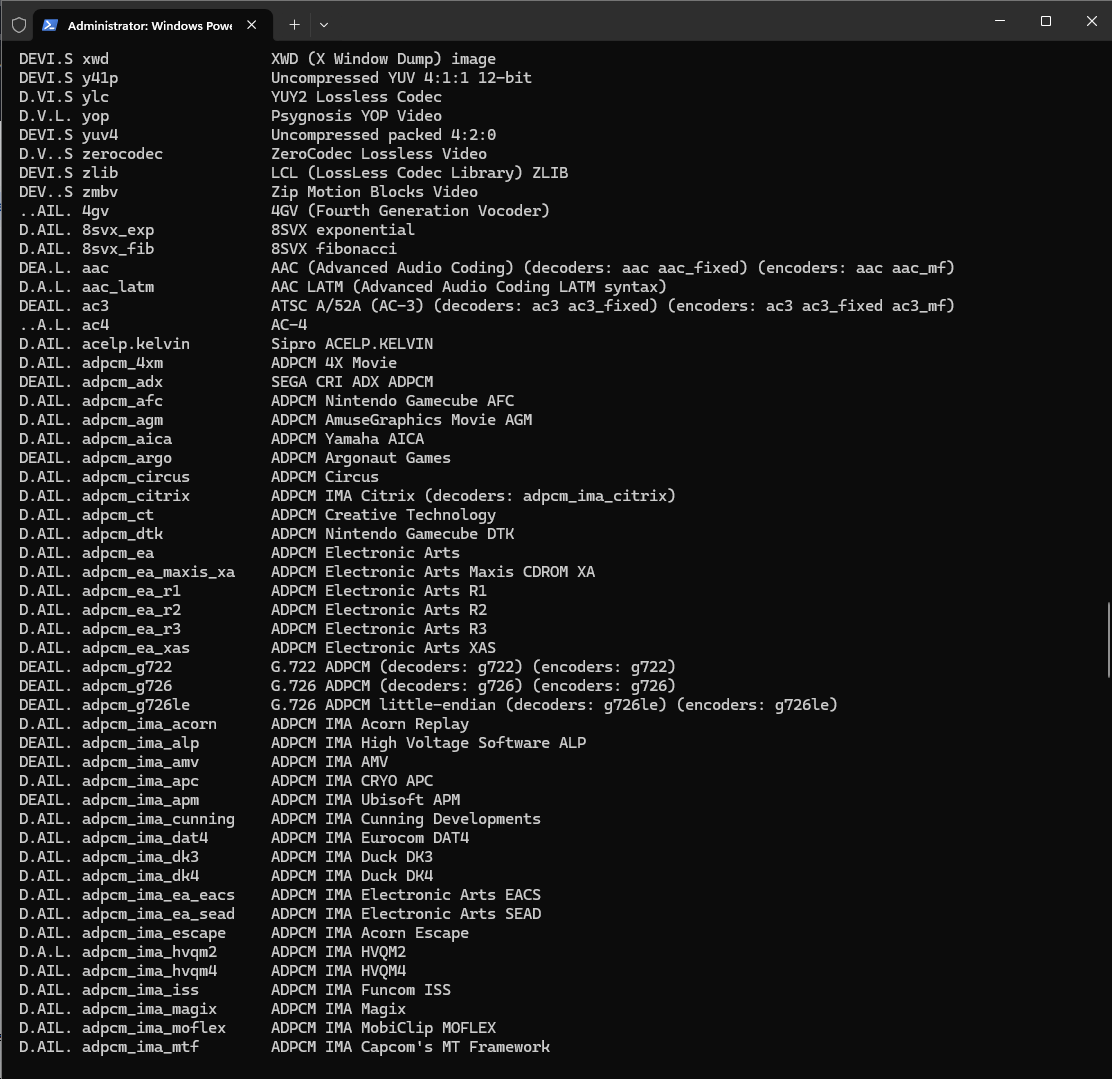 Administrator: Windows Powe
DEVI.S xwd                  XWD (X Window Dump) image
DEVI.S y41p                 Uncompressed YUV 4:1:1 12-bit
D.VI.S ylc                  YUY2 Lossless Codec
D.V.L. yop                  Psygnosis YOP Video
DEVI.S yuv4                 Uncompressed packed 4:2:0
D.V..S zerocodec            ZeroCodec Lossless Video
DEVI.S zlib                 LCL (LossLess Codec Library) ZLIB
DEV..S zmbv                 Zip Motion Blocks Video
..AIL. 4gv                  4GV (Fourth Generation Vocoder)
D.AIL. 8svx_exp             8SVX exponential
D.AIL. 8svx_fib             8SVX fibonacci
DEA.L. aac                  AAC (Advanced Audio Coding) (decoders: aac aac_fixed) (encoders: aac aac_mf)
D.A.L. aac_latm             AAC LATM (Advanced Audio Coding LATM syntax)
DEAIL. ac3                  ATSC A/52A (AC-3) (decoders: ac3 ac3_fixed) (encoders: ac3 ac3_fixed ac3_mf)
..A.L. ac4                  AC-4
D.AIL. acelp.kelvin         Sipro ACELP.KELVIN
D.AIL. adpcm_4xm            ADPCM 4X Movie
DEAIL. adpcm_adx            SEGA CRI ADX ADPCM
D.AIL. adpcm_afc            ADPCM Nintendo Gamecube AFC
D.AIL. adpcm_agm            ADPCM AmuseGraphics Movie AGM
D.AIL. adpcm_aica           ADPCM Yamaha AICA
DEAIL. adpcm_argo           ADPCM Argonaut Games
D.AIL. adpcm_circus         ADPCM Circus
D.AIL. adpcm_citrix         ADPCM IMA Citrix (decoders: adpcm_ima_citrix)
D.AIL. adpcm_ct             ADPCM Creative Technology
D.AIL. adpcm_dtk            ADPCM Nintendo Gamecube DTK
D.AIL. adpcm_ea             ADPCM Electronic Arts
D.AIL. adpcm_ea_maxis_xa    ADPCM Electronic Arts Maxis CDROM XA
D.AIL. adpcm_ea_r1          ADPCM Electronic Arts R1
D.AIL. adpcm_ea_r2          ADPCM Electronic Arts R2
D.AIL. adpcm_ea_r3          ADPCM Electronic Arts R3
D.AIL. adpcm_ea_xas         ADPCM Electronic Arts XAS
DEAIL. adpcm_g722           G.722 ADPCM (decoders: g722) (encoders: g722)
DEAIL. adpcm_g726           G.726 ADPCM (decoders: g726) (encoders: g726)
DEAIL. adpcm_g726le         G.726 ADPCM little-endian (decoders: g726le) (encoders: g726le)
D.AIL. adpcm_ima_acorn      ADPCM IMA Acorn Replay
DEAIL. adpcm_ima_alp        ADPCM IMA High Voltage Software ALP
DEAIL. adpcm_ima_amv        ADPCM IMA AMV
D.AIL. adpcm_ima_apc        ADPCM IMA CRYO APC
DEAIL. adpcm_ima_apm        ADPCM IMA Ubisoft APM
D.AIL. adpcm_ima_cunning    ADPCM IMA Cunning Developments
D.AIL. adpcm_ima_dat4       ADPCM IMA Eurocom DAT4
D.AIL. adpcm_ima_dk3        ADPCM IMA Duck DK3
D.AIL. adpcm_ima_dk4        ADPCM IMA Duck DK4
D.AIL. adpcm_ima_ea_eacs    ADPCM IMA Electronic Arts EACS
D.AIL. adpcm_ima_ea_sead    ADPCM IMA Electronic Arts SEAD
D.AIL. adpcm_ima_escape     ADPCM IMA Acorn Escape
D.A.L. adpcm_ima_hvqm2      ADPCM IMA HVQM2
D.AIL. adpcm_ima_hvqm4      ADPCM IMA HVQM4
D.AIL. adpcm_ima_iss        ADPCM IMA Funcom ISS
D.AIL. adpcm_ima_magix      ADPCM IMA Magix
D.AIL. adpcm_ima_moflex     ADPCM IMA MobiClip MOFLEX
D.AIL. adpcm_ima_mtf        ADPCM IMA Capcom's MT Framework